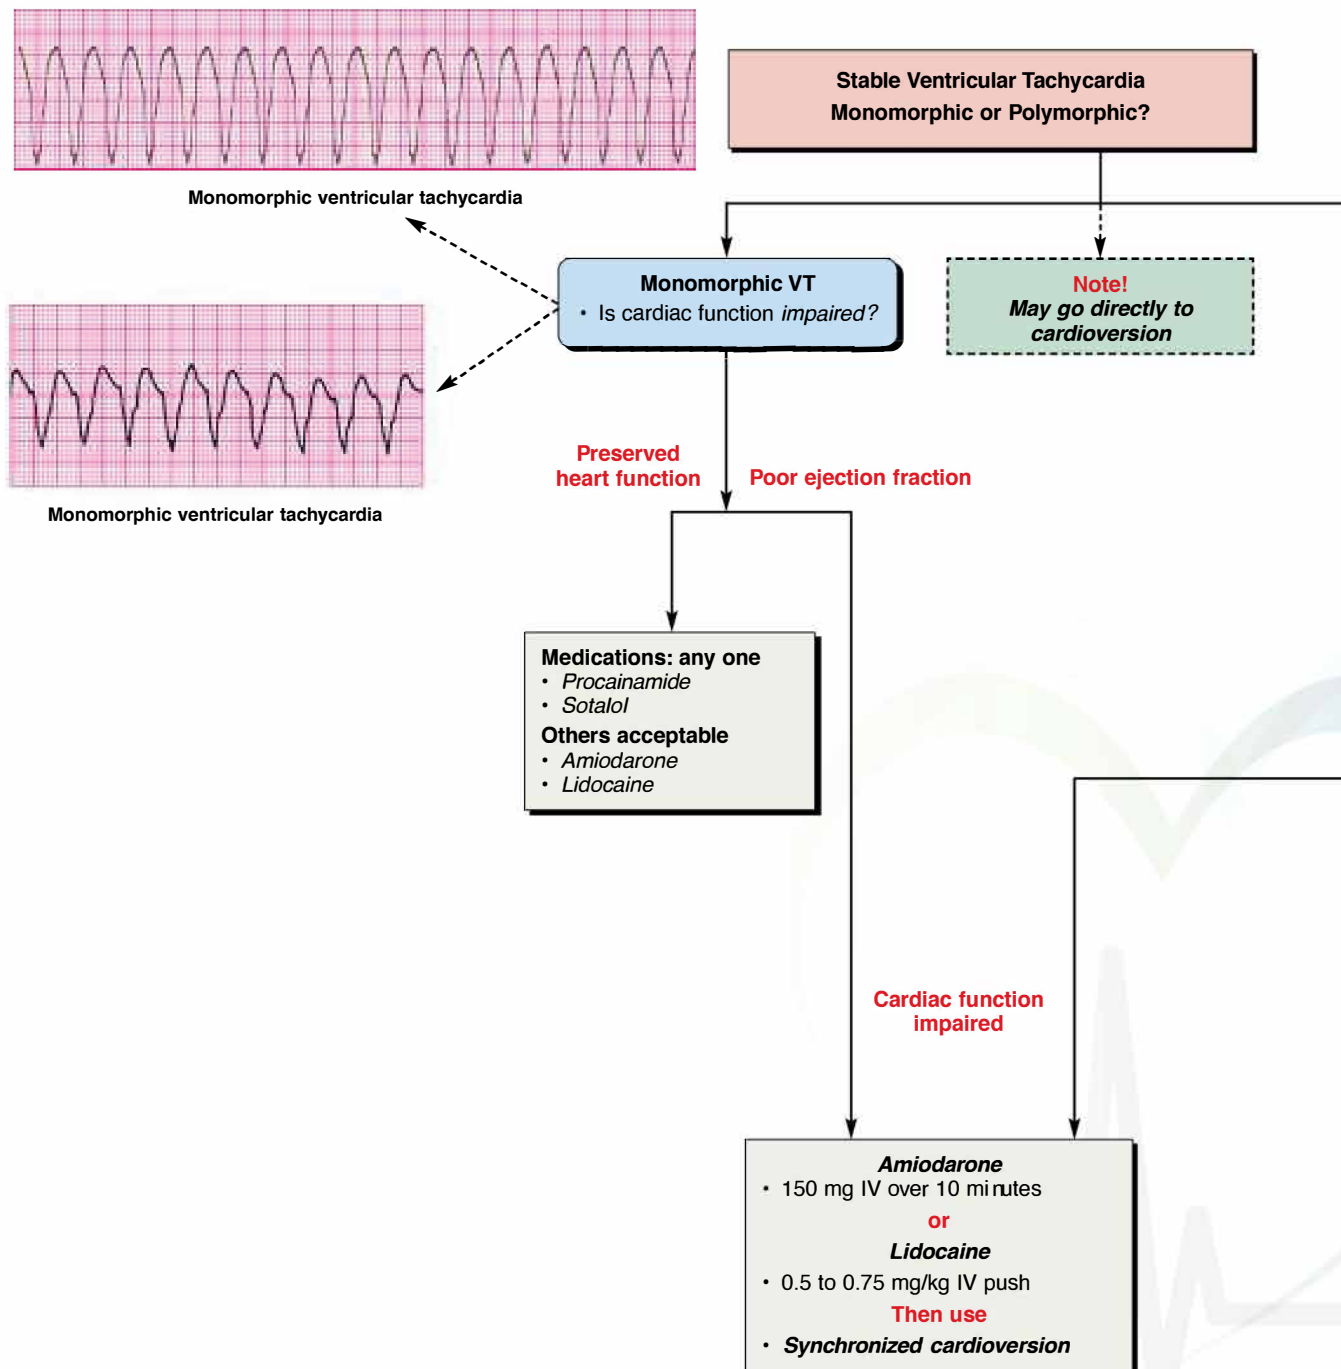 Stable Ventricular Tachycardia
Monomorphic or Polymorphic?
Monomorphic ventricular tachycardia
Monomorphic VT
• Is cardiac function impaired?
Note!
May go directly to
cardioversion
Monomorphic ventricular tachycardia
Preserved
heart function
Poor ejection fraction
Medications: any one
• Procainamide
• Sotalol
Others acceptable
• Amiodarone
• Lidocaine
Cardiac function
impaired
Amiodarone
• 150 mg IV over 10 minutes
or
Lidocaine
• 0.5 to 0.75 mg/kg IV push
Then use
• Synchronized cardioversion